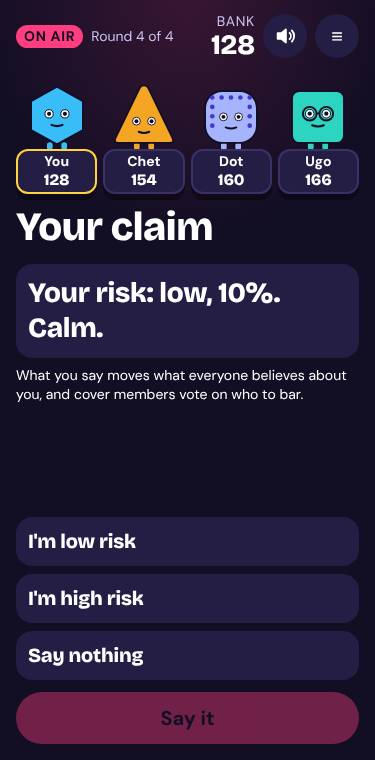 ON AIR
Round 4 of 4
BANK
128
You
128
Chet
154
Dot
160
Ugo
166
Your claim
Your risk: low, 10%.
Calm.
What you say moves what everyone believes about
you, and cover members vote on who to bar.
I'm low risk
I'm high risk
Say nothing
Say it